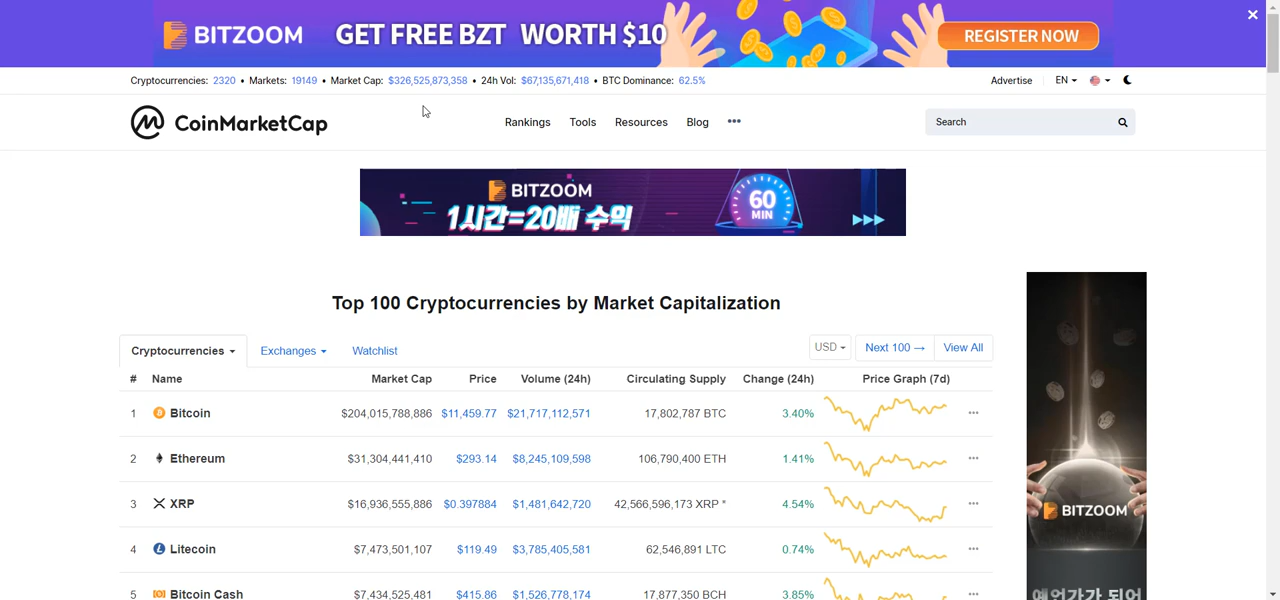 BITZOOM GET FREE BZT WORTH $10 REGISTER NOW
Cryptocurrencies: 2320 • Markets: 19149 • Market Cap: $326,525,873,358 • 24h Vol: $67,135,671,418 • BTC Dominance: 62.5% Advertise EN
CoinMarketCap Rankings Tools Resources Blog ••• Search
BITZOOM
1시간=20배 수익
60
MIN
Top 100 Cryptocurrencies by Market Capitalization
Cryptocurrencies Exchanges Watchlist USD Next 100 → View All
# Name Market Cap Price Volume (24h) Circulating Supply Change (24h) Price Graph (7d)
1 Bitcoin $204,015,788,886 $11,459.77 $21,717,112,571 17,802,787 BTC 3.40% •••
2 Ethereum $31,304,441,410 $293.14 $8,245,109,598 106,790,400 ETH 1.41% •••
3 XRP $16,936,555,886 $0.397884 $1,481,642,720 42,566,596,173 XRP * 4.54% •••
4 Litecoin $7,473,501,107 $119.49 $3,785,405,581 62,546,891 LTC 0.74% •••
5 Bitcoin Cash $7,434,525,481 $415.86 $1,526,778,174 17,877,350 BCH 3.85% •••
BITZOOM
예언가가 되어